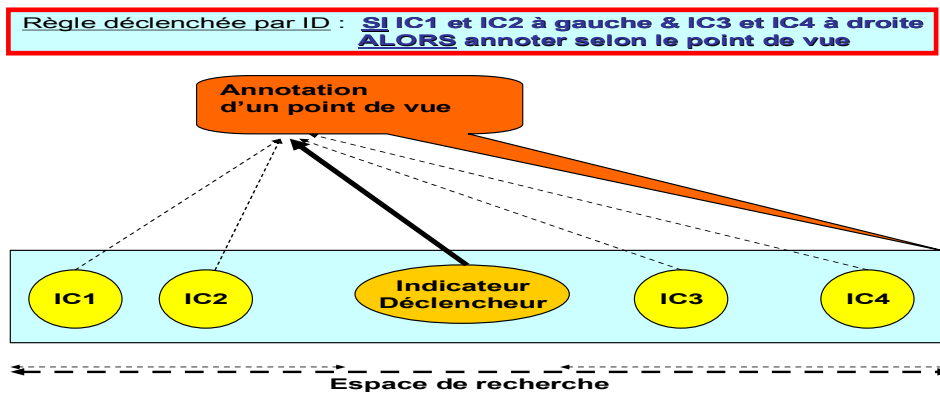 Règle déclenchée par ID : SI IC1 et IC2 à gauche & IC3 et IC4 à droite
ALORS annoter selon le point de vue
Annotation
d'un point de vue
IC1
IC2
Indicateur
Déclencheur
IC3
IC4
Espace de recherche